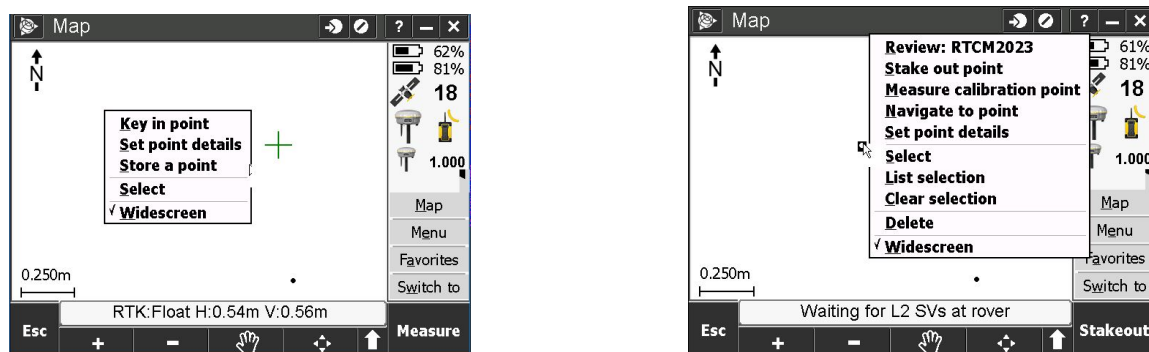 Map
? – ×
62%
81%
N
18
Key in point
Set point details
Store a point
Select
√ Widescreen
1.000
Map
Menu
Favorites
Switch to
0.250m
RTK:Float H:0.54m V:0.56m
Esc
+ –
Measure
Map
? – ×
61%
81%
N
18
Review: RTCM2023
Stake out point
Measure calibration point
Navigate to point
Set point details
Select
List selection
Clear selection
Delete
√ Widescreen
1.000
Map
Menu
Favorites
Switch to
0.250m
Waiting for L2 SVs at rover
Esc
+ –
Stakeout